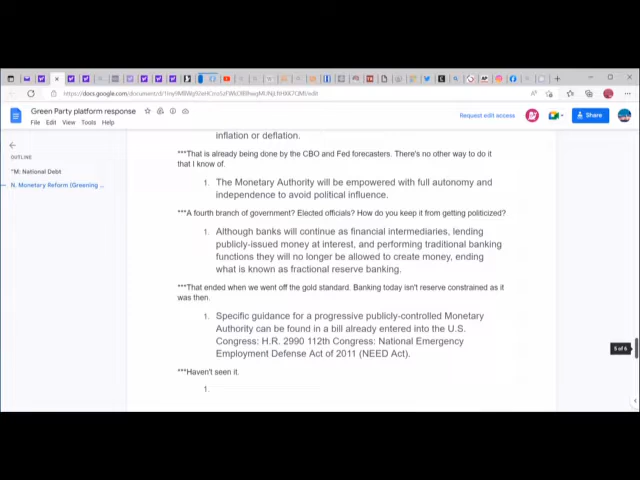 Green Party platform response
File Edit View Tools Help
Request edit access
Share
OUTLINE
"M. National Debt
N. Monetary Reform (Greening ...
inflation or deflation.
***That is already being done by the CBO and Fed forecasters. There's no other way to do it
that I know of.
1. The Monetary Authority will be empowered with full autonomy and
independence to avoid political influence.
***A fourth branch of government? Elected officials? How do you keep it from getting politicized?
1. Although banks will continue as financial intermediaries, lending
publicly-issued money at interest, and performing traditional banking
functions they will no longer be allowed to create money, ending
what is known as fractional reserve banking.
***That ended when we went off the gold standard. Banking today isn't reserve constrained as it
was then.
1. Specific guidance for a progressive publicly-controlled Monetary
Authority can be found in a bill already entered into the U.S.
Congress: H.R. 2990 112th Congress: National Emergency
Employment Defense Act of 2011 (NEED Act).
***Haven't seen it.
1.
5 of 6